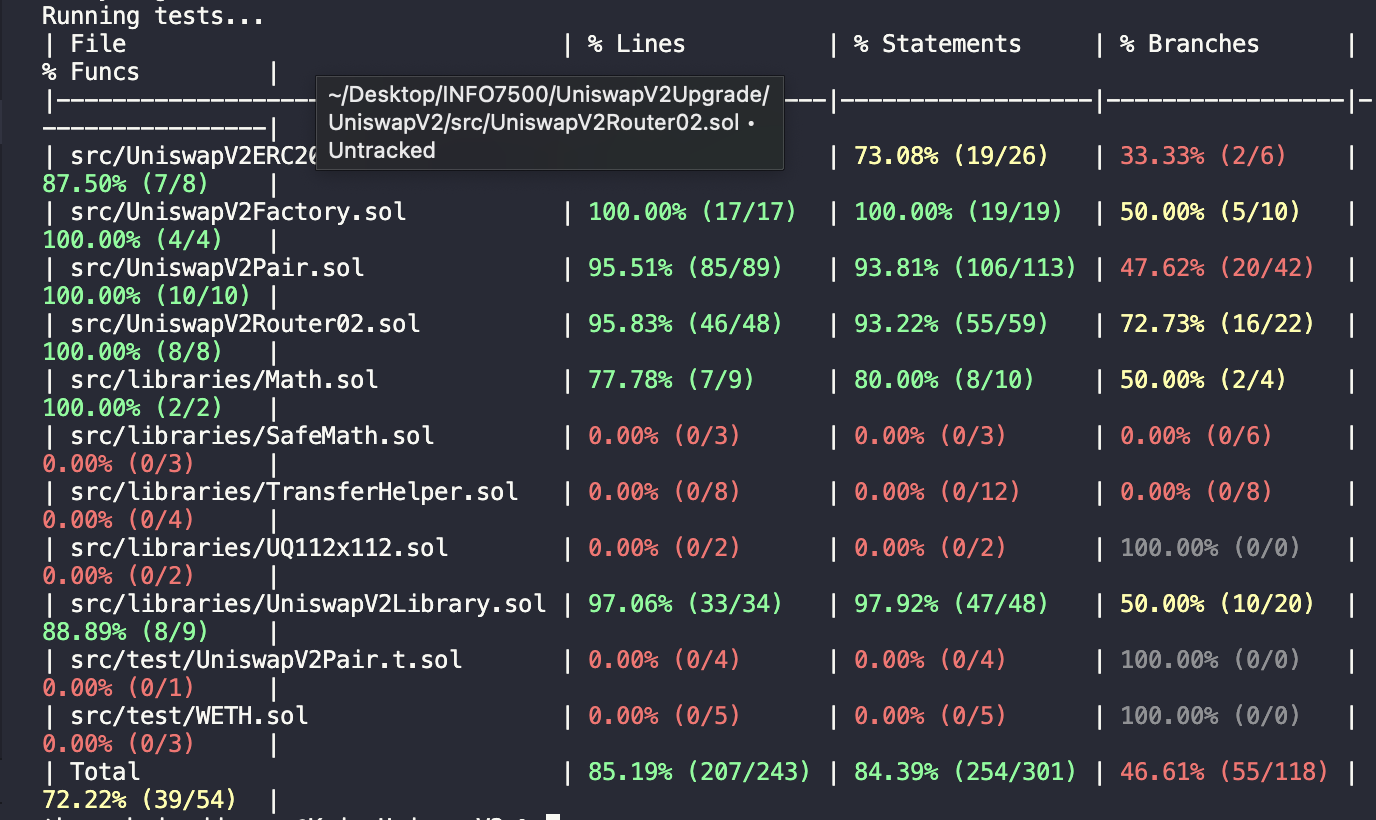 Running tests...
| File | % Lines | % Statements | % Branches |
% Funcs |
|------------------- ---|------------------|-----------------|-
----------------|
~/Desktop/INFO7500/UniswapV2Upgrade/
UniswapV2/src/UniswapV2Router02.sol •
Untracked
| src/UniswapV2ERC20 | 73.08% (19/26) | 33.33% (2/6) |
87.50% (7/8) |
| src/UniswapV2Factory.sol | 100.00% (17/17) | 100.00% (19/19) | 50.00% (5/10) |
100.00% (4/4) |
| src/UniswapV2Pair.sol | 95.51% (85/89) | 93.81% (106/113) | 47.62% (20/42) |
100.00% (10/10) |
| src/UniswapV2Router02.sol | 95.83% (46/48) | 93.22% (55/59) | 72.73% (16/22) |
100.00% (8/8) |
| src/libraries/Math.sol | 77.78% (7/9) | 80.00% (8/10) | 50.00% (2/4) |
100.00% (2/2) |
| src/libraries/SafeMath.sol | 0.00% (0/3) | 0.00% (0/3) | 0.00% (0/6) |
0.00% (0/3) |
| src/libraries/TransferHelper.sol | 0.00% (0/8) | 0.00% (0/12) | 0.00% (0/8) |
0.00% (0/4) |
| src/libraries/UQ112x112.sol | 0.00% (0/2) | 0.00% (0/2) | 100.00% (0/0) |
0.00% (0/2) |
| src/libraries/UniswapV2Library.sol | 97.06% (33/34) | 97.92% (47/48) | 50.00% (10/20) |
88.89% (8/9) |
| src/test/UniswapV2Pair.t.sol | 0.00% (0/4) | 0.00% (0/4) | 100.00% (0/0) |
0.00% (0/1) |
| src/test/WETH.sol | 0.00% (0/5) | 0.00% (0/5) | 100.00% (0/0) |
0.00% (0/3) |
| Total | 85.19% (207/243) | 84.39% (254/301) | 46.61% (55/118) |
72.22% (39/54) |